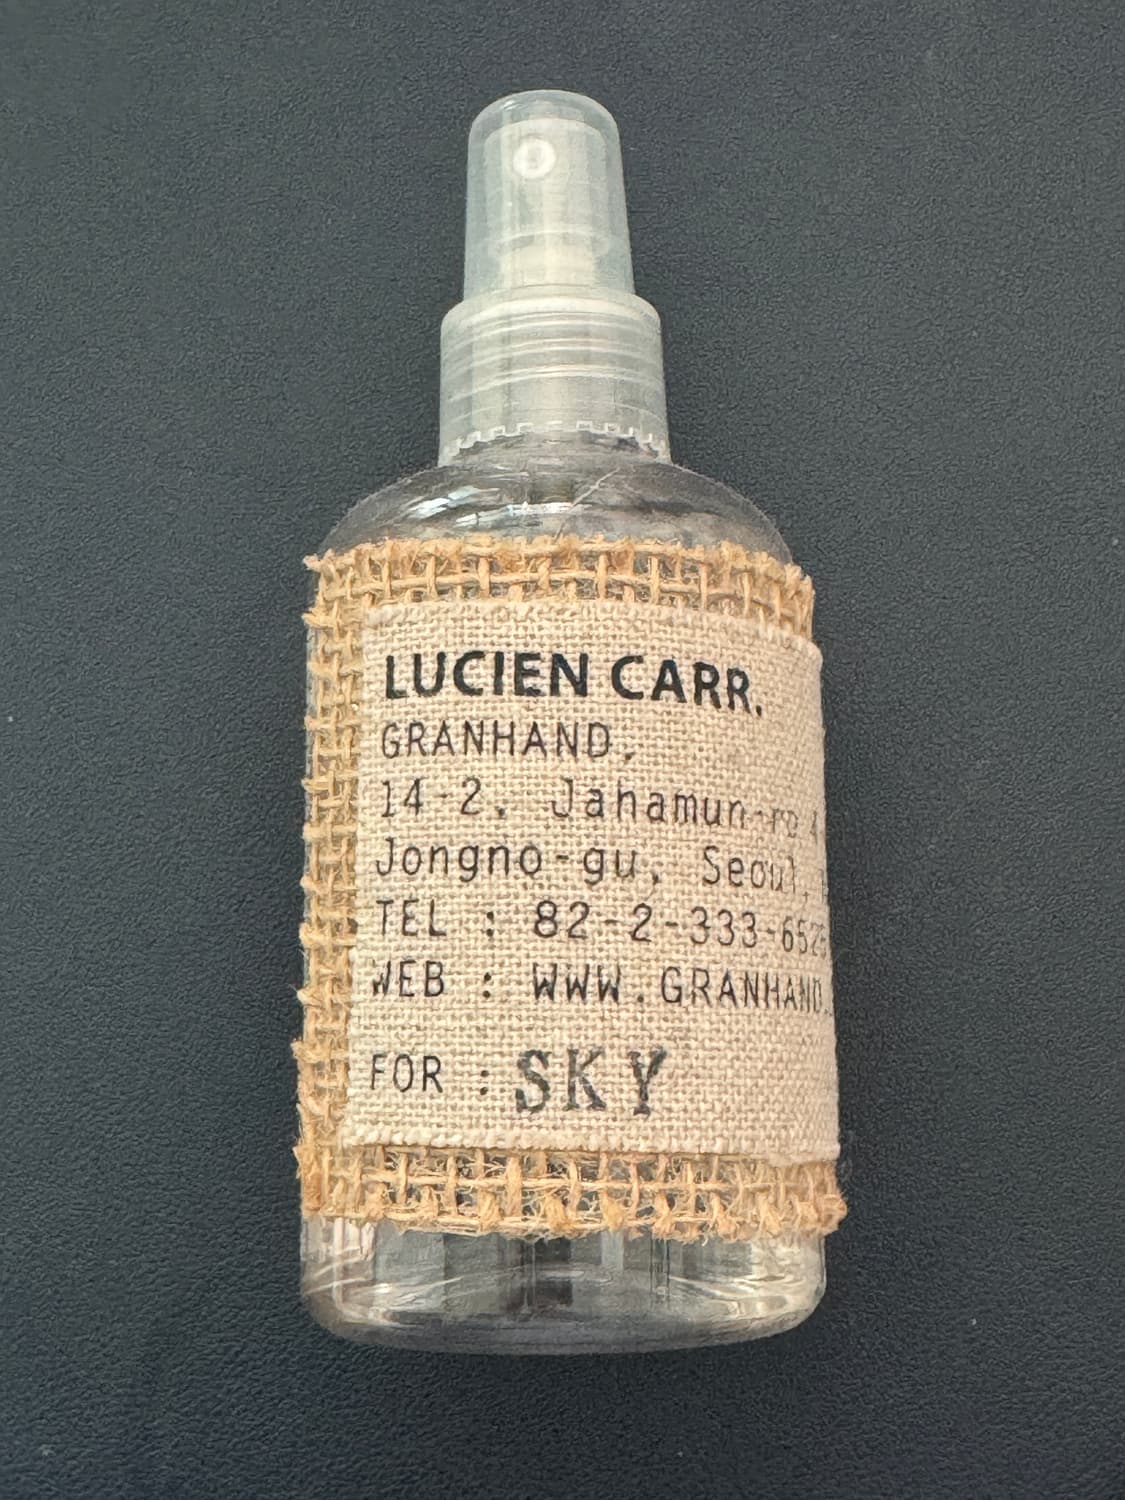 LUCIEN CARR.
GRANHAND.
14-2, Jahamun-ro
Jongno-gu, Seoul,
TEL : 82-2-333-652
WEB : WWW.GRANHAND.
FOR : SKY